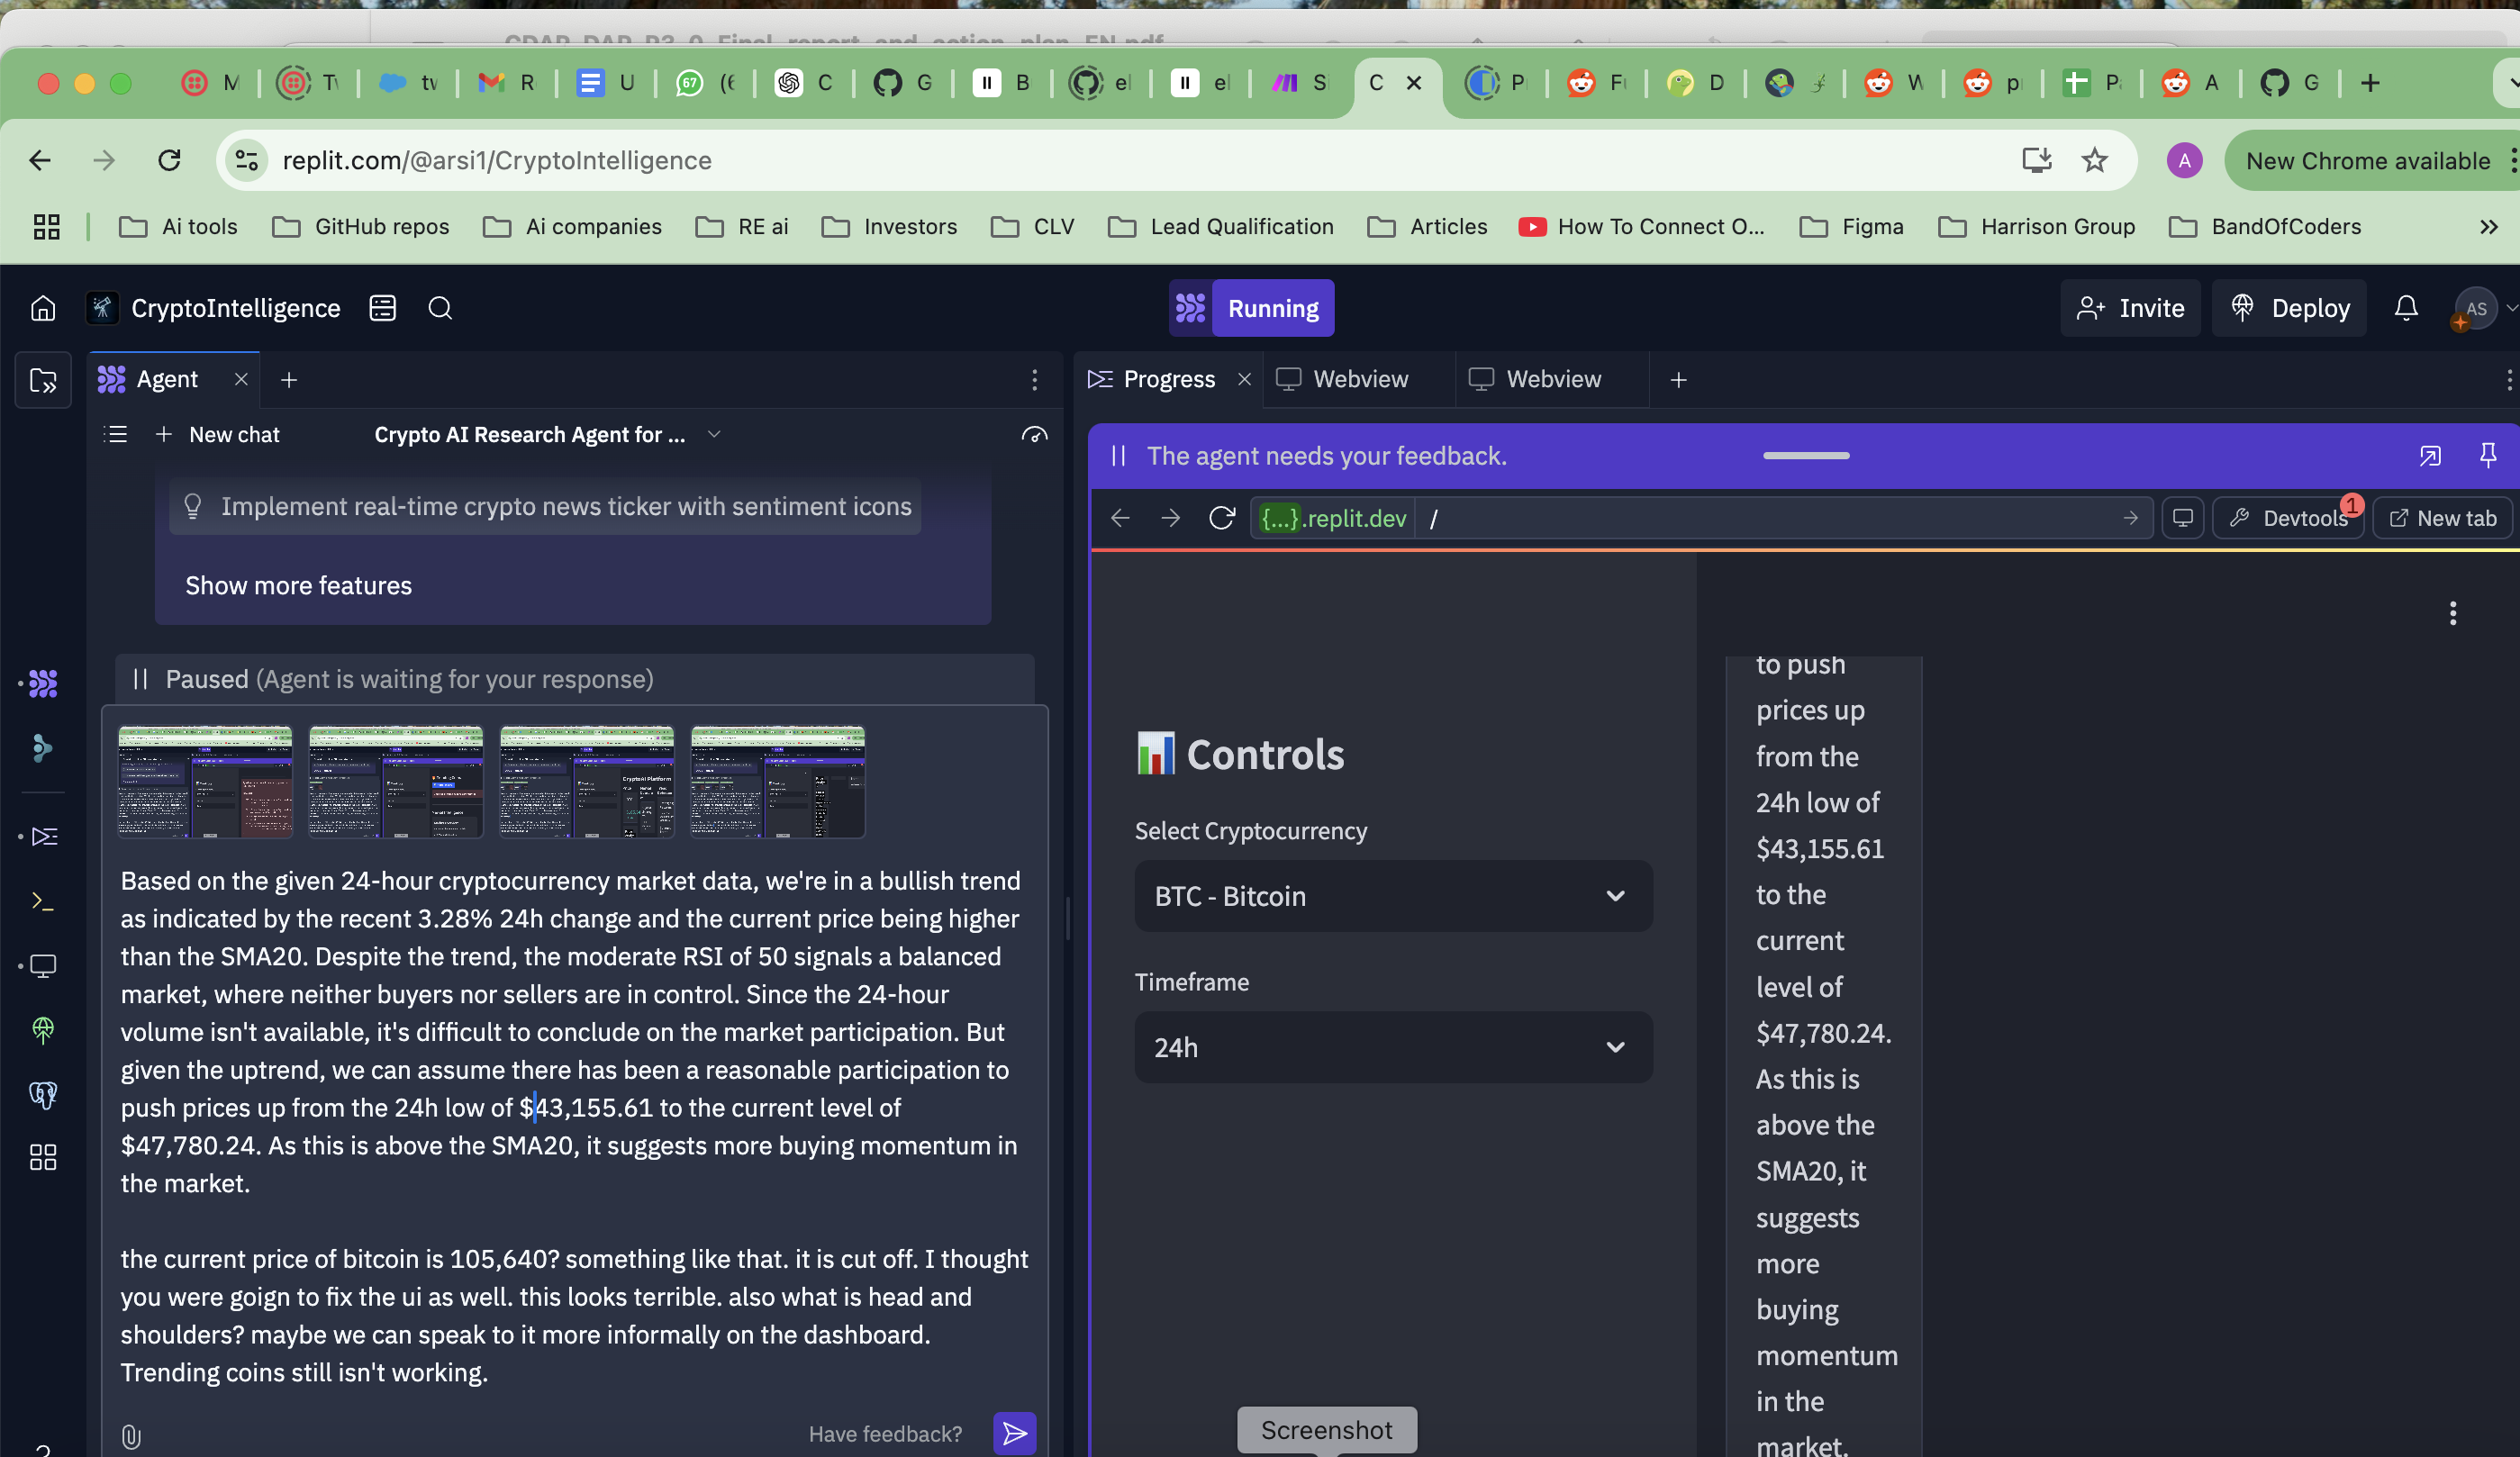 M
Tv
tv
R
U
67
(6
C
G
B
el
el
S
C
P
F
D
W
p
P
A
G
replit.com/@arsi1/CryptoIntelligence
A
New Chrome available
Ai tools
GitHub repos
Ai companies
RE ai
Investors
CLV
Lead Qualification
Articles
How To Connect O...
Figma
Harrison Group
BandOfCoders
CryptoIntelligence
Running
Invite
Deploy
AS
Agent
New chat
Crypto AI Research Agent for ...
Implement real-time crypto news ticker with sentiment icons
Show more features
Paused (Agent is waiting for your response)
Based on the given 24-hour cryptocurrency market data, we're in a bullish trend
as indicated by the recent 3.28% 24h change and the current price being higher
than the SMA20. Despite the trend, the moderate RSI of 50 signals a balanced
market, where neither buyers nor sellers are in control. Since the 24-hour
volume isn't available, it's difficult to conclude on the market participation. But
given the uptrend, we can assume there has been a reasonable participation to
push prices up from the 24h low of $43,155.61 to the current level of
$47,780.24. As this is above the SMA20, it suggests more buying momentum in
the market.
the current price of bitcoin is 105,640? something like that. it is cut off. I thought
you were goign to fix the ui as well. this looks terrible. also what is head and
shoulders? maybe we can speak to it more informally on the dashboard.
Trending coins still isn't working.
Have feedback?
Progress
Webview
Webview
The agent needs your feedback.
{...}.replit.dev
/
Devtools
1
New tab
Controls
Select Cryptocurrency
BTC - Bitcoin
Timeframe
24h
to push
prices up
from the
24h low of
$43,155.61
to the
current
level of
$47,780.24.
As this is
above the
SMA20, it
suggests
more
buying
momentum
in the
market.
Screenshot